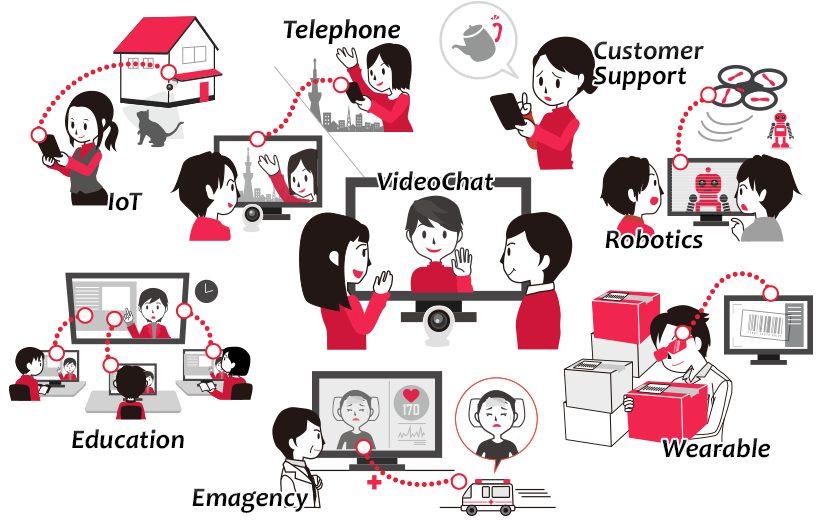 Telephone
Customer
Support
IoT
VideoChat
Robotics
Education
170
Emagency
Wearable